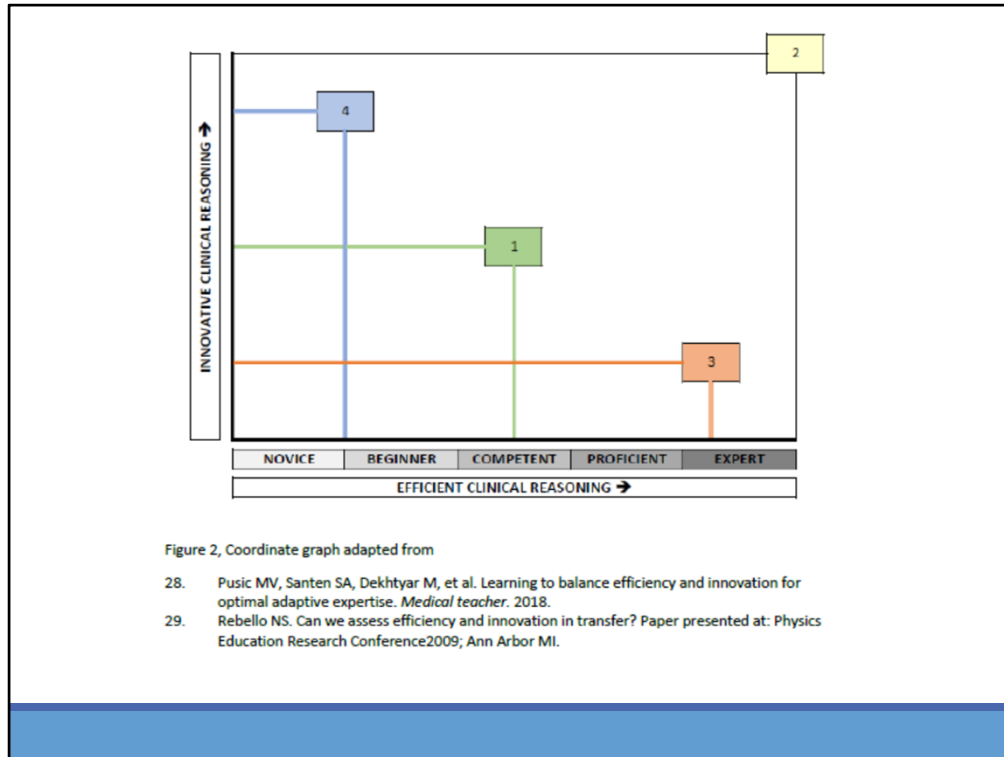 2
4
1
3
INNOVATIVE CLINICAL REASONING →
NOVICE BEGINNER COMPETENT PROFICIENT EXPERT
EFFICIENT CLINICAL REASONING →
Figure 2, Coordinate graph adapted from
28. Pusic MV, Santen SA, Dekhtyar M, et al. Learning to balance efficiency and innovation for
optimal adaptive expertise. Medical teacher. 2018.
29. Rebello NS. Can we assess efficiency and innovation in transfer? Paper presented at: Physics
Education Research Conference2009; Ann Arbor MI.